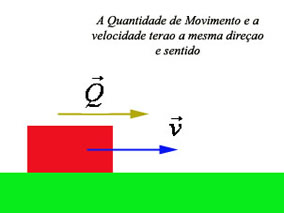 A Quantidade de Movimento e a
velocidade terao a mesma direçao
e sentido
Q
v